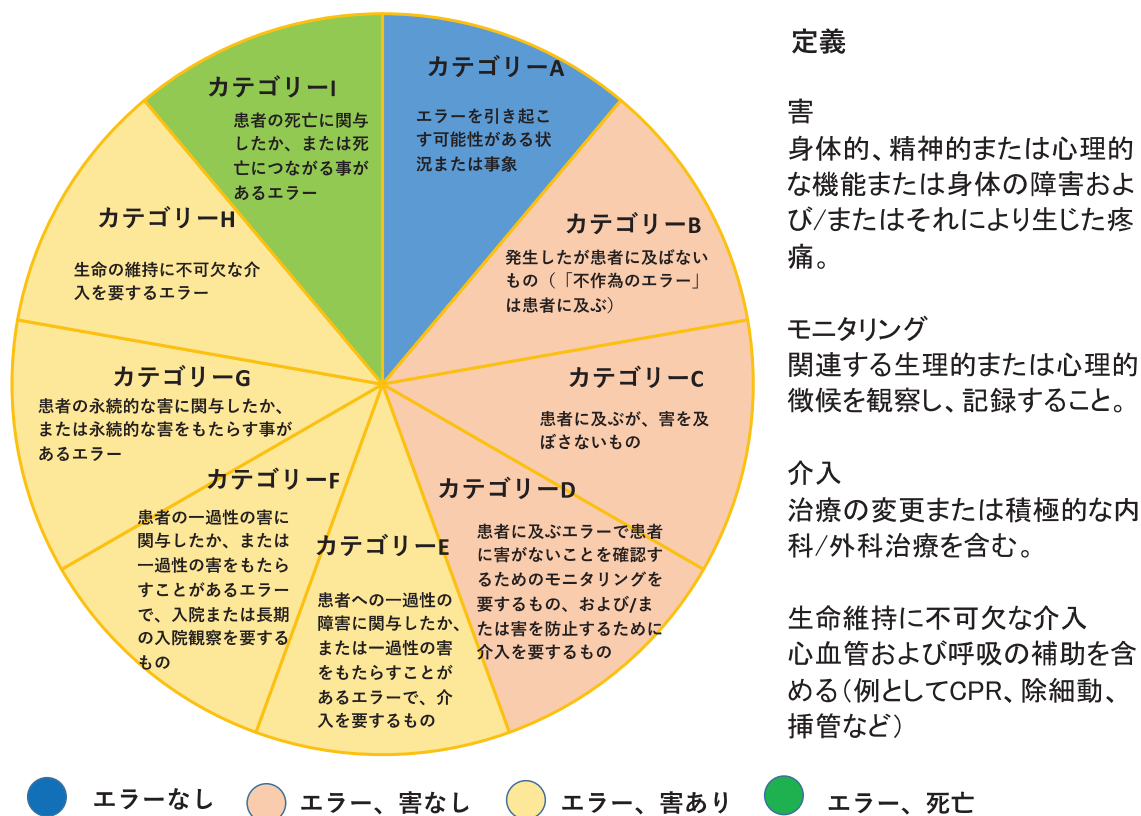 カテゴリーA
エラーを引き起こ
す可能性がある状
況または事象
カテゴリーB
発生したが患者に及ばない
もの（「不作為のエラー」
は患者に及ぶ）
カテゴリーC
患者に及ぶが、害を及
ぼさないもの
カテゴリーD
患者に及ぶエラーで患者
に害がないことを確認す
るためのモニタリングを
要するもの、および/ま
たは害を防止するために
介入を要するもの
カテゴリーE
患者への一過性の
障害に関与したか、
または一過性の害
をもたらすことが
あるエラーで、介
入を要するもの
カテゴリーF
患者の一過性の害に
関与したか、または
一過性の害をもたら
すことがあるエラー
で、入院または長期
の入院観察を要する
もの
カテゴリーG
患者の永続的な害に関与したか、
または永続的な害をもたらす事が
あるエラー
カテゴリーH
生命の維持に不可欠な介
入を要するエラー
カテゴリーI
患者の死亡に関与
したか、または死
亡につながる事が
あるエラー
定義
害
身体的、精神的または心理的
な機能または身体の障害およ
び/またはそれにより生じた疼
痛。
モニタリング
関連する生理的または心理的
徴候を観察し、記録すること。
介入
治療の変更または積極的な内
科/外科治療を含む。
生命維持に不可欠な介入
心血管および呼吸の補助を含
める（例としてCPR、除細動、
挿管など）
エラーなし
エラー、害なし
エラー、害あり
エラー、死亡